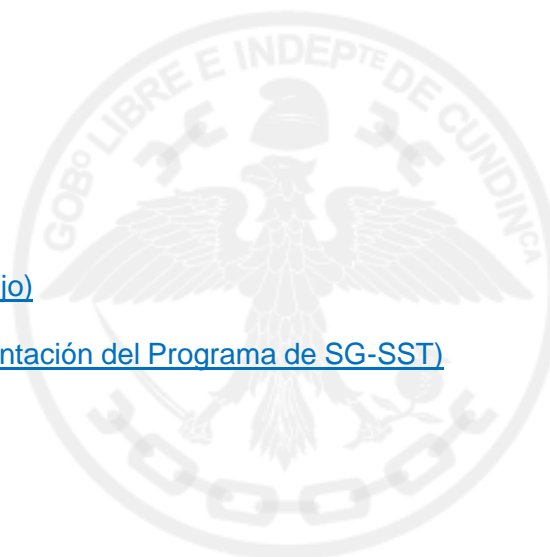 GOBº LIBRE E INDEPTE DE CUNDINCA
jo)
ntación del Programa de SG-SST)